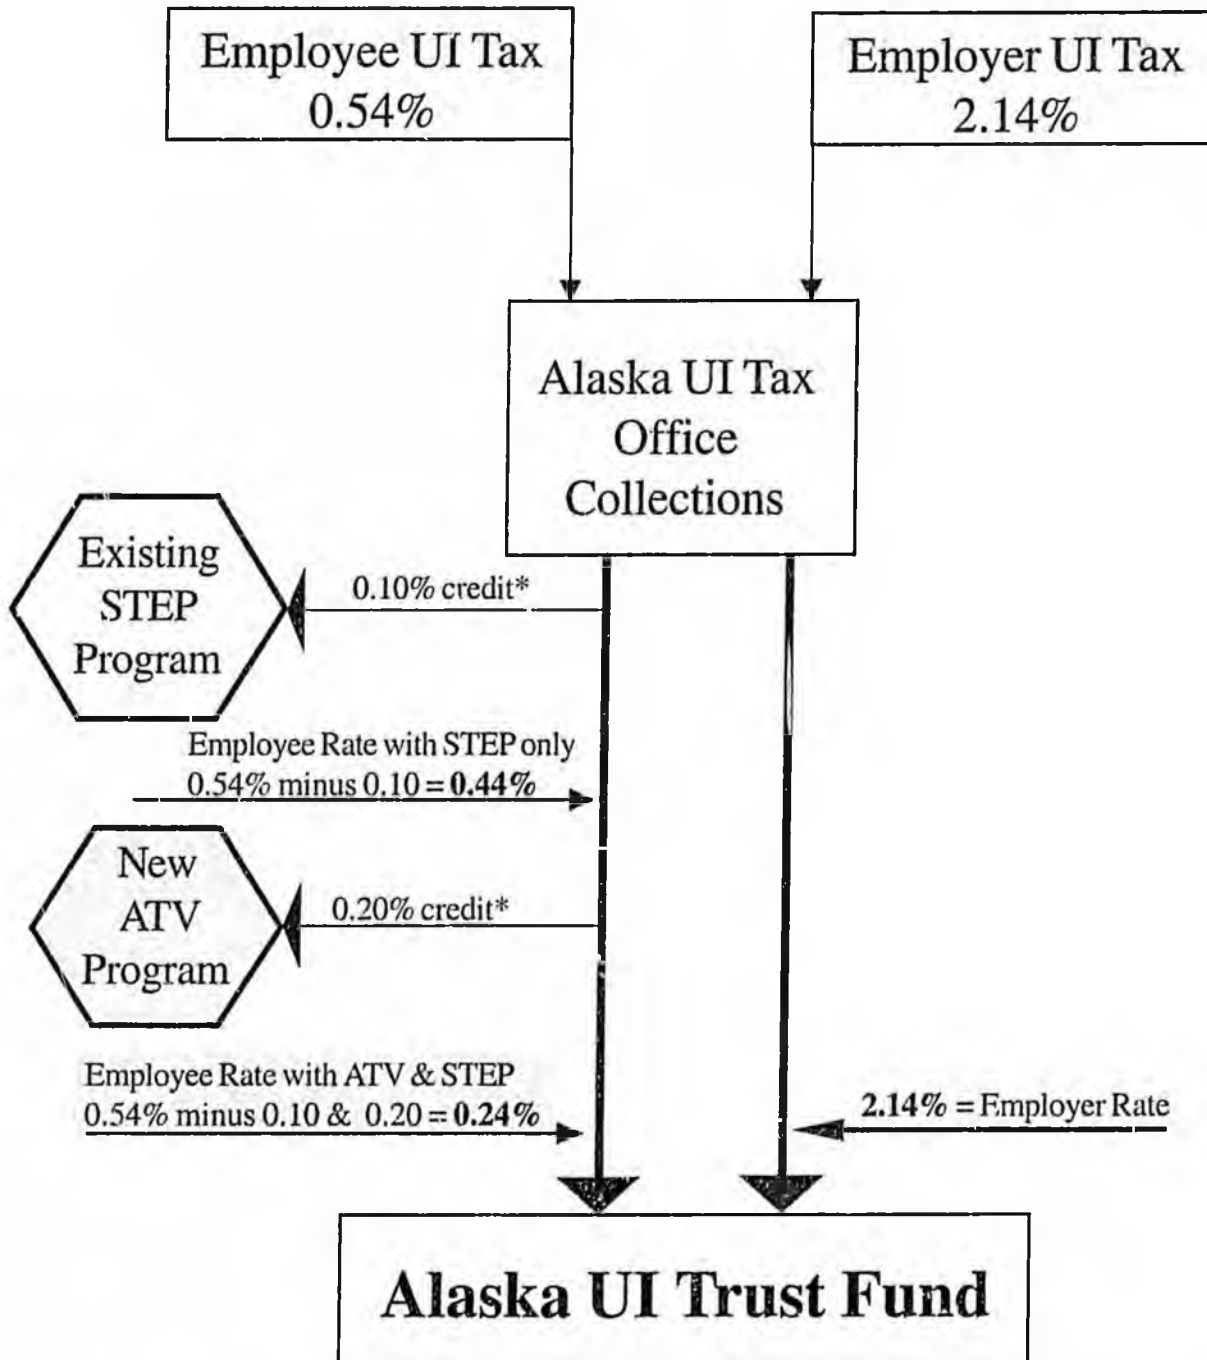 Employee UI Tax
0.54%
Employer UI Tax
2.14%
Alaska UI Tax
Office
Collections
Existing
STEP
Program
0.10% credit*
Employee Rate with STEP only
0.54% minus 0.10 = 0.44%
New
ATV
Program
0.20% credit*
Employee Rate with ATV & STEP
0.54% minus 0.10 & 0.20 = 0.24%
2.14% = Employer Rate
Alaska UI Trust Fund